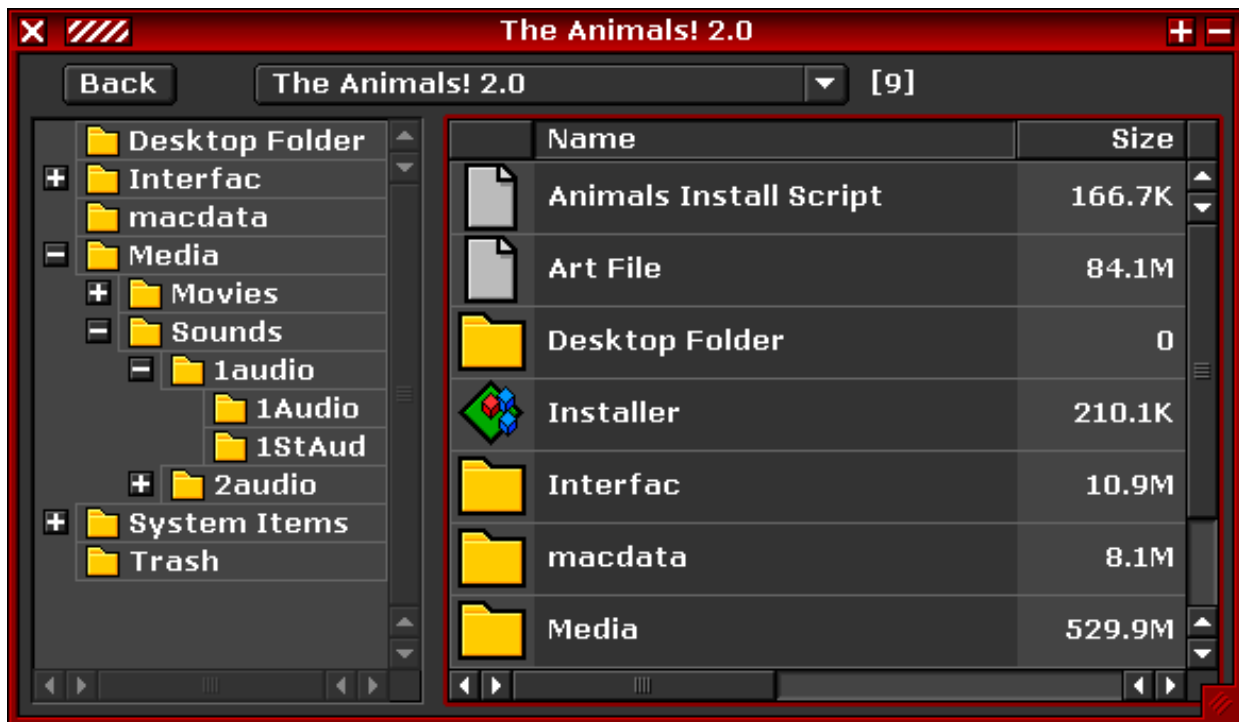 The Animals! 2.0
Back The Animals! 2.0 [9]
Desktop Folder
Interfac
macdata
Media
Movies
Sounds
1audio
1Audio
1StAud
2audio
System Items
Trash
Name Size
Animals Install Script 166.7K
Art File 84.1M
Desktop Folder 0
Installer 210.1K
Interfac 10.9M
macdata 8.1M
Media 529.9M